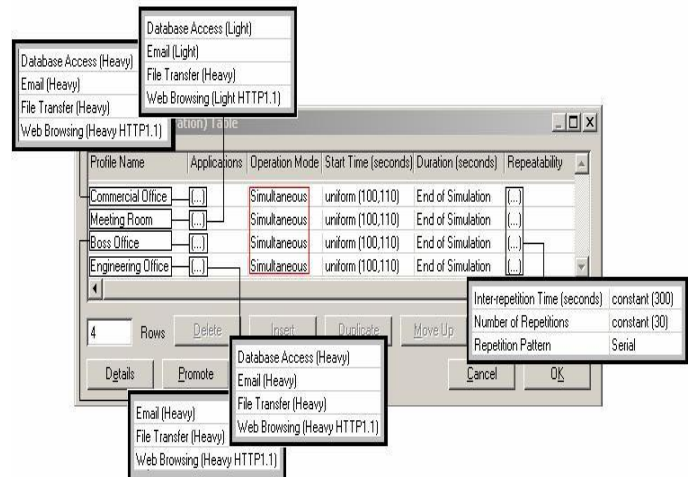 Database Access (Light)
Email (Light)
File Transfer (Heavy)
Web Browsing (Light HTTP1.1)
Database Access (Heavy)
Email (Heavy)
File Transfer (Heavy)
Web Browsing (Heavy HTTP1.1)
ation) Table
Profile Name Applications Operation Mode Start Time (seconds) Duration (seconds) Repeatability
Commercial Office (...) Simultaneous uniform (100,110) End of Simulation (...)
Meeting Room (...) Simultaneous uniform (100,110) End of Simulation (...)
Boss Office (...) Simultaneous uniform (100,110) End of Simulation (...)
Engineering Office (...) Simultaneous uniform (100,110) End of Simulation (...)
Inter-repetition Time (seconds) constant (300)
Number of Repetitions constant (30)
Repetition Pattern Serial
4 Rows Delete Insert Duplicate Move Up
Details Promote Cancel OK
Database Access (Heavy)
Email (Heavy)
File Transfer (Heavy)
Web Browsing (Heavy HTTP1.1)
Email (Heavy)
File Transfer (Heavy)
Web Browsing (Heavy HTTP1.1)